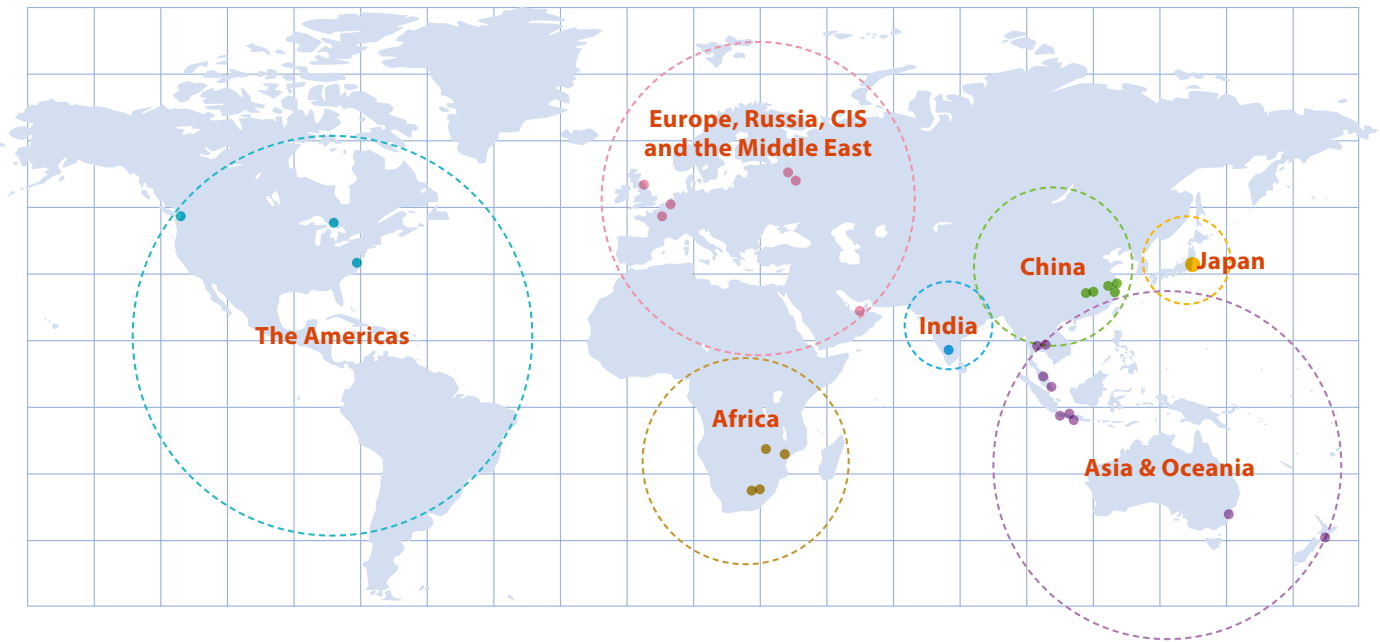 Europe, Russia, CIS
and the Middle East
China
Japan
India
The Americas
Africa
Asia & Oceania